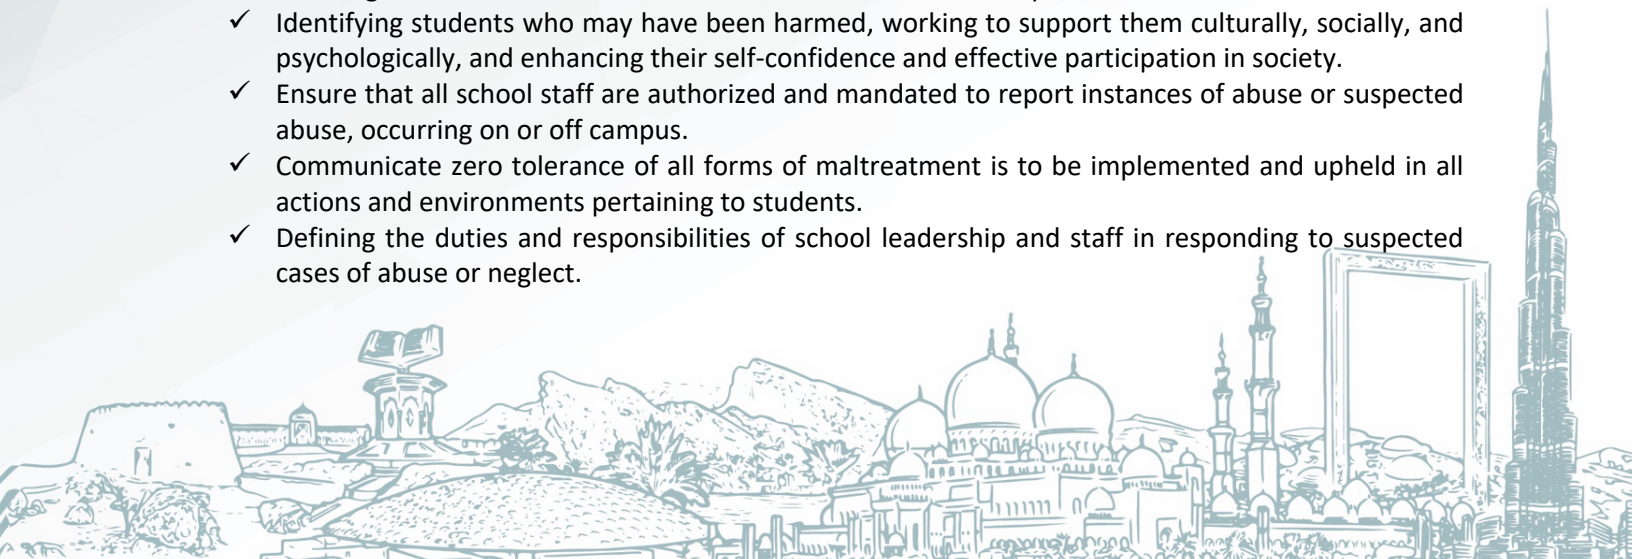 ✓ Identifying students who may have been harmed, working to support them culturally, socially, and
psychologically, and enhancing their self-confidence and effective participation in society.
✓ Ensure that all school staff are authorized and mandated to report instances of abuse or suspected
abuse, occurring on or off campus.
✓ Communicate zero tolerance of all forms of maltreatment is to be implemented and upheld in all
actions and environments pertaining to students.
✓ Defining the duties and responsibilities of school leadership and staff in responding to suspected
cases of abuse or neglect.